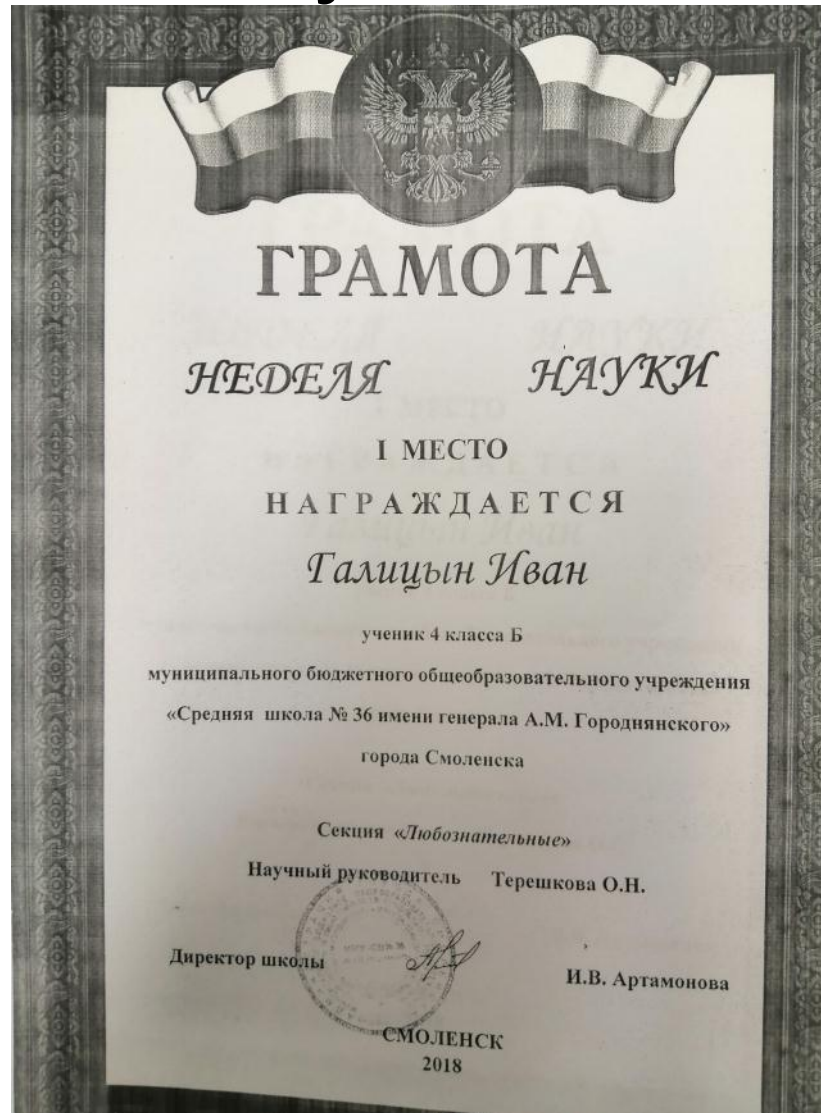 ГРАМОТА
НЕДЕЛЯ НАУКИ
I МЕСТО
НАГРАЖДАЕТСЯ
Галицын Иван
ученик 4 класса Б
муниципального бюджетного общеобразовательного учреждения
«Средняя школа № 36 имени генерала А.М. Городнянского»
города Смоленска
Секция «Любознательные»
Научный руководитель Терешкова О.Н.
Директор школы И.В. Артамонова
СМОЛЕНСК
2018